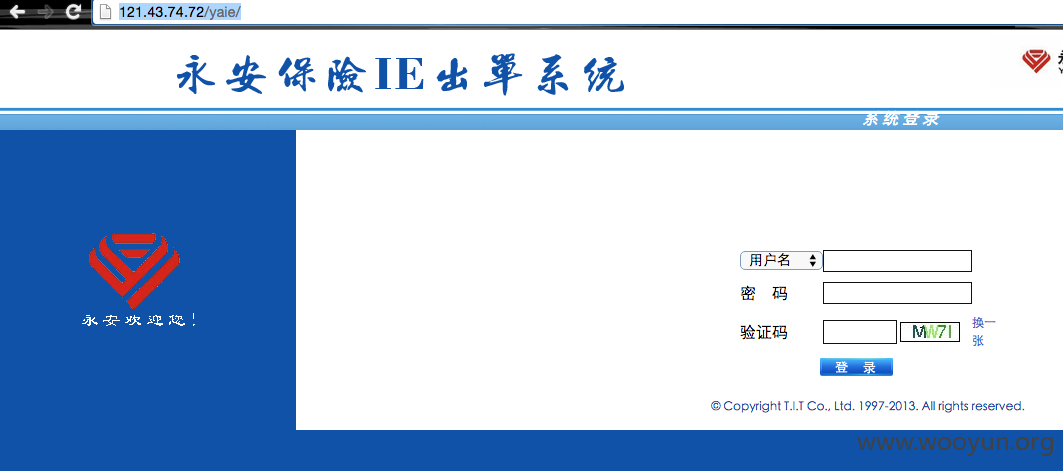 121.43.74.72/yaie/
永安保險IE出單系统
系统登录
用户名
密 码
验证码 MW7I 换一
张
永安欢迎您!
登 录
© Copyright T.I.T Co., Ltd. 1997-2013. All rights reserved.
www.wooyun.org